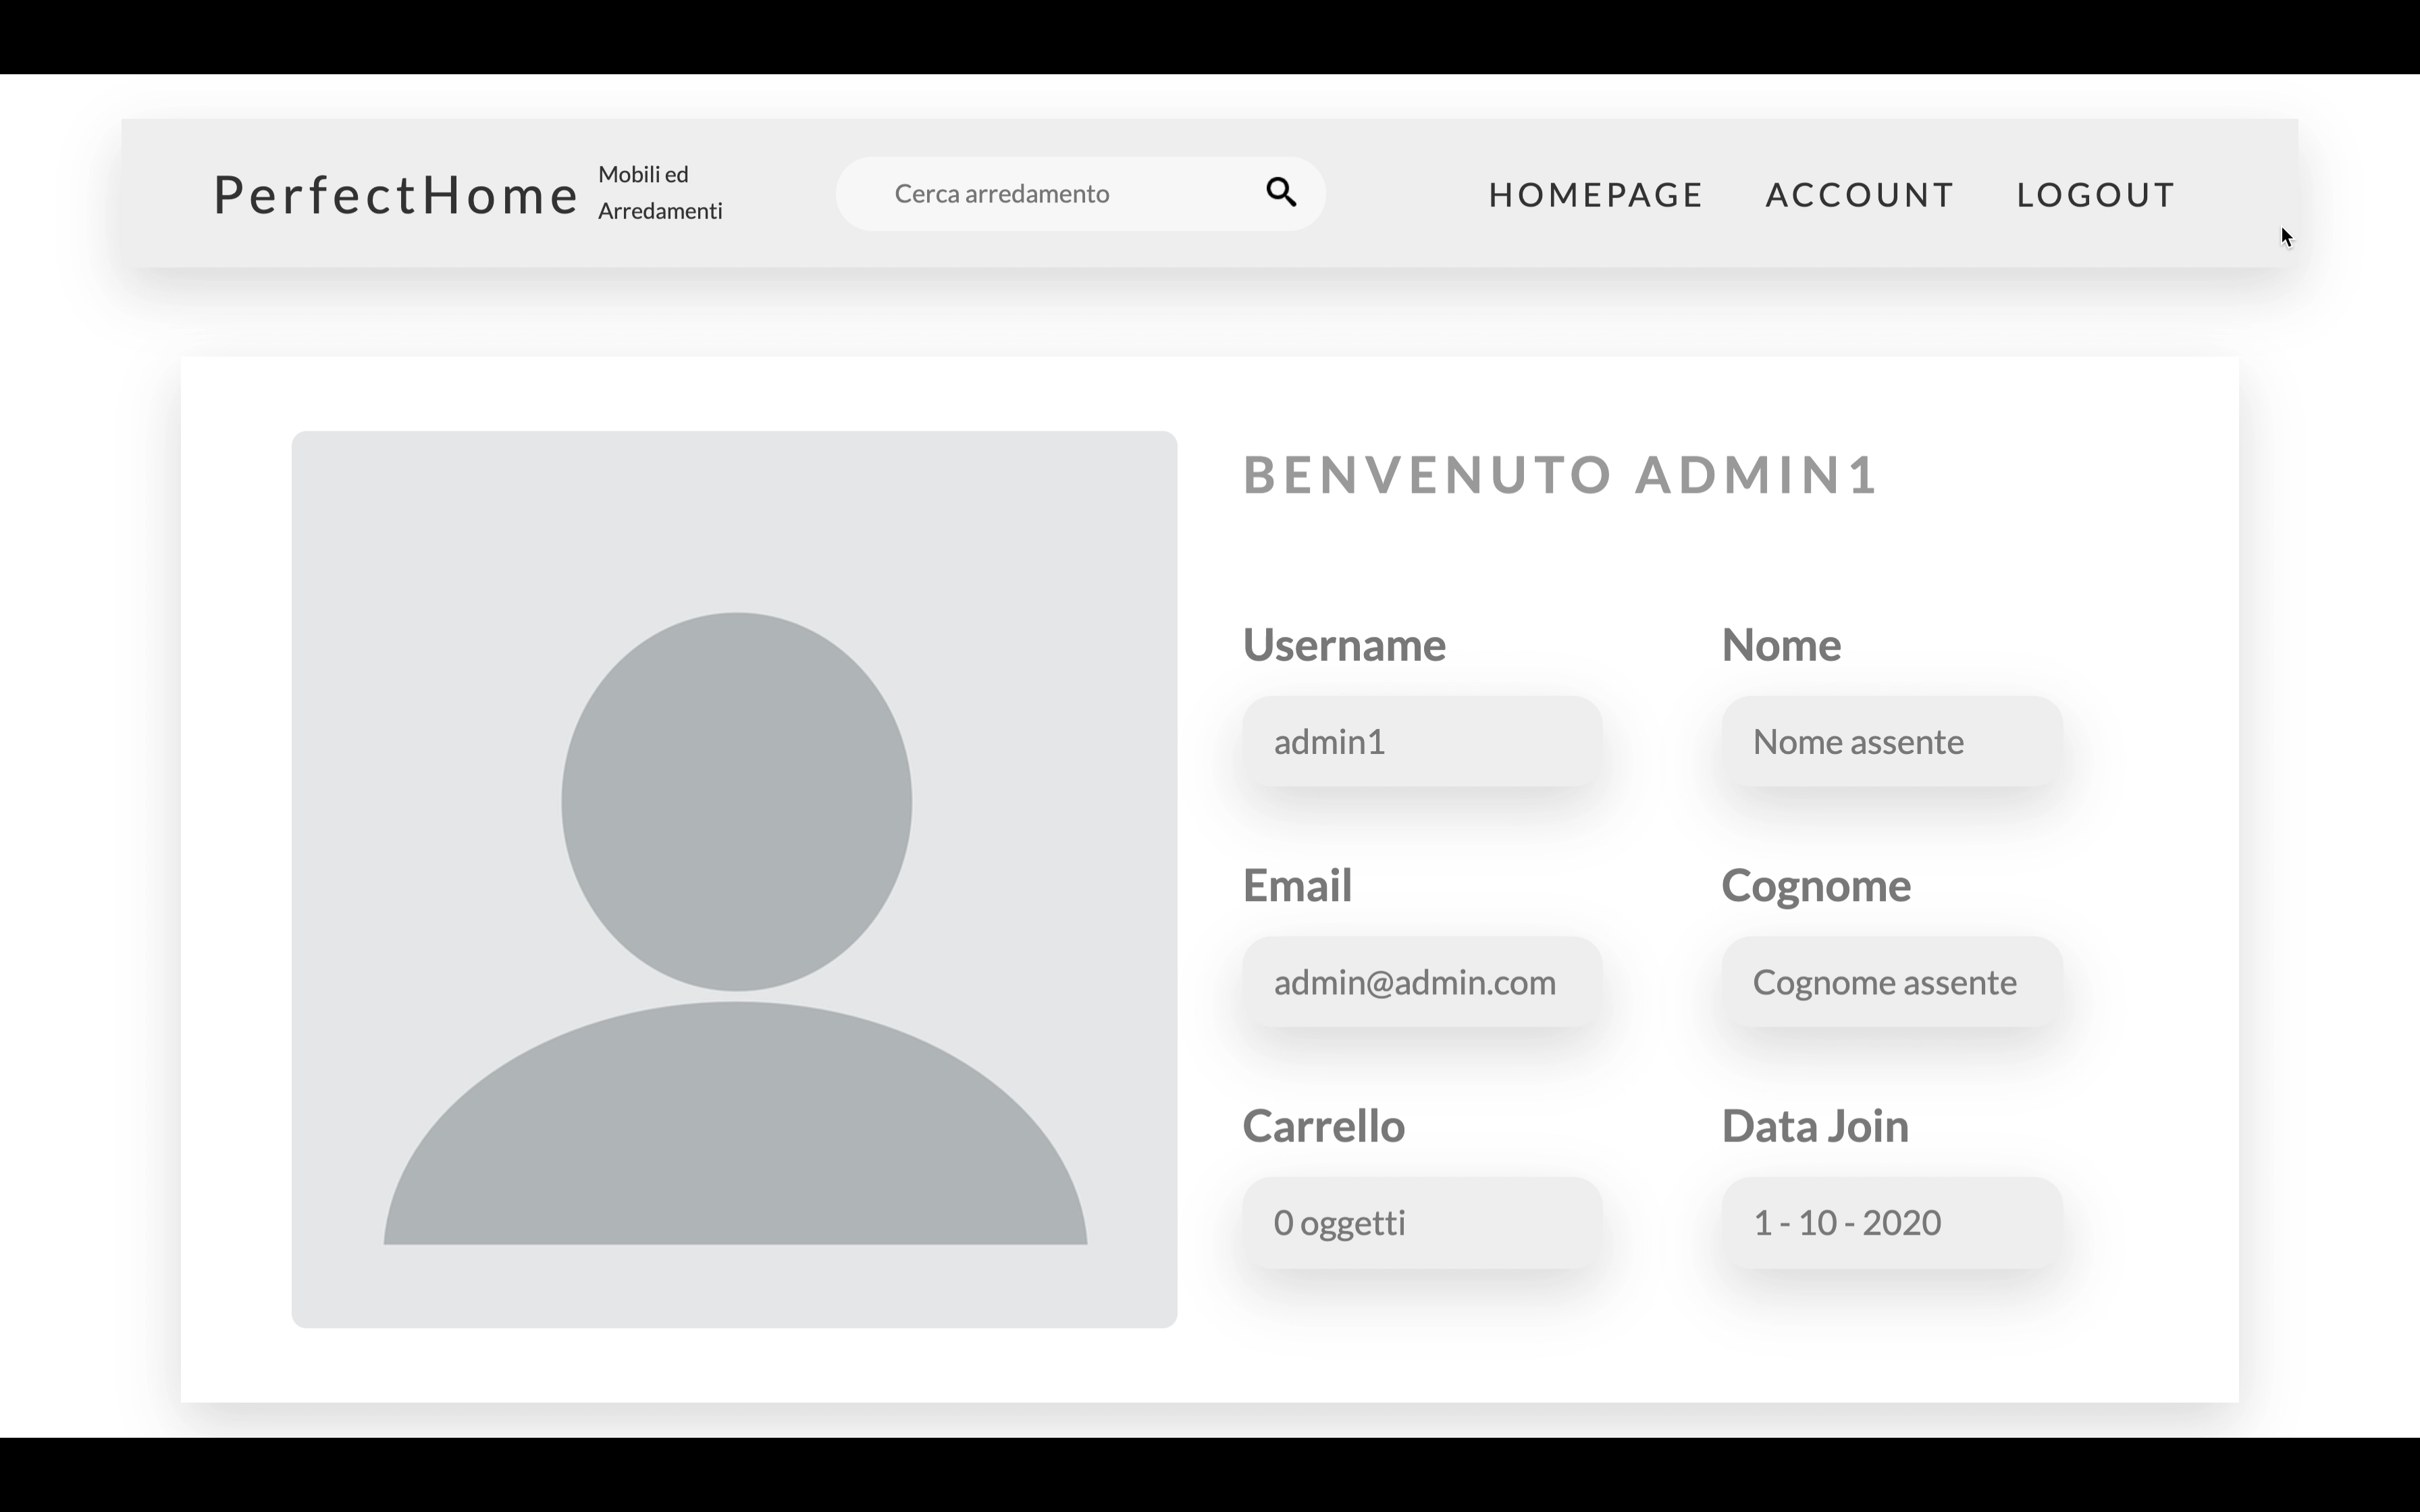 PerfectHome
Mobili ed
Arredamenti
Cerca arredamento
HOMEPAGE
ACCOUNT
LOGOUT
BENVENUTO ADMIN1
Username
Nome
admin1
Nome assente
Email
Cognome
admin@admin.com
Cognome assente
Carrello
Data Join
0 oggetti
1 - 10 - 2020